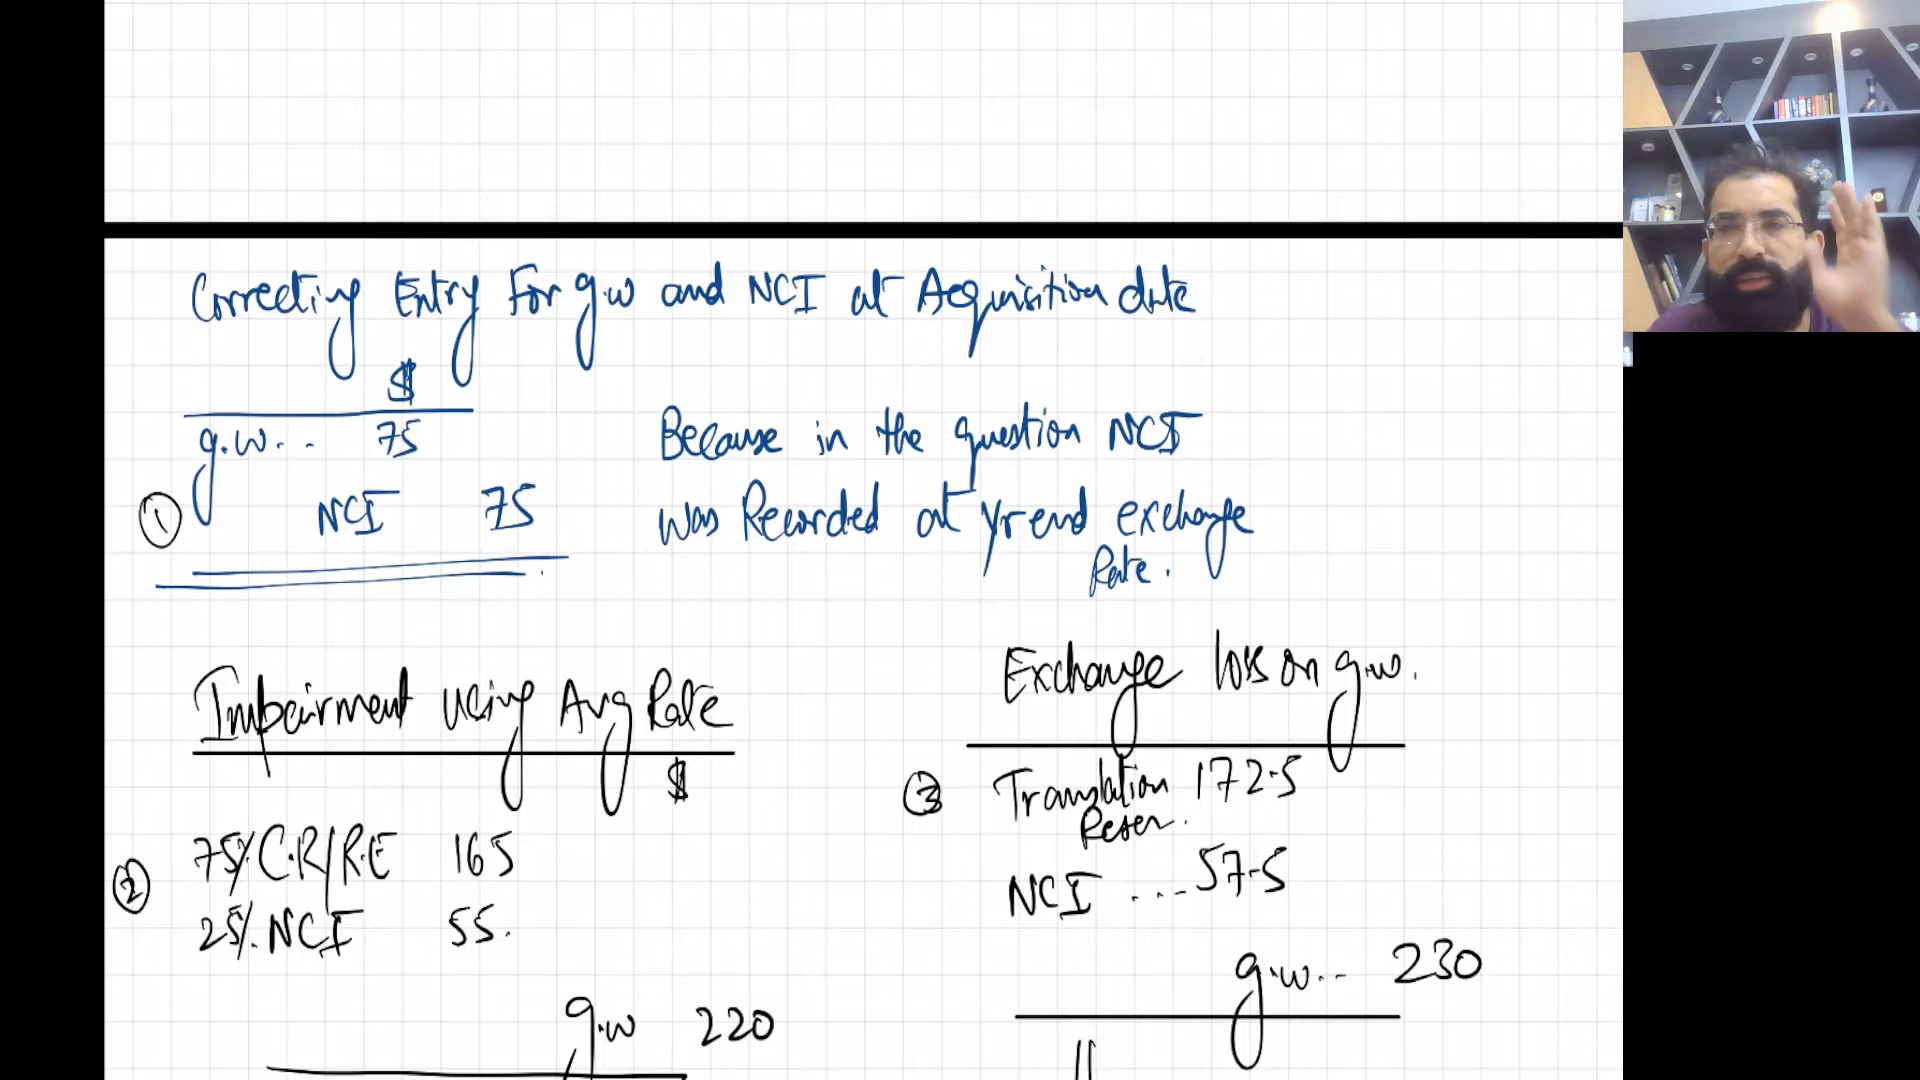 Correcting Entry For g.w and NCI at Acquisition date
$
g.w... 75
① NCI 75
Because in the question NCI
was Recorded at yrend exchange
Rate.
Impairment using Avg Rate
$
② 75% C.R/R.E 165
25%. NCI 55.
g.w 220
Exchange loss on g.w.
③ Translation 172.5
Reser.
NCI ....57.5
g.w... 230